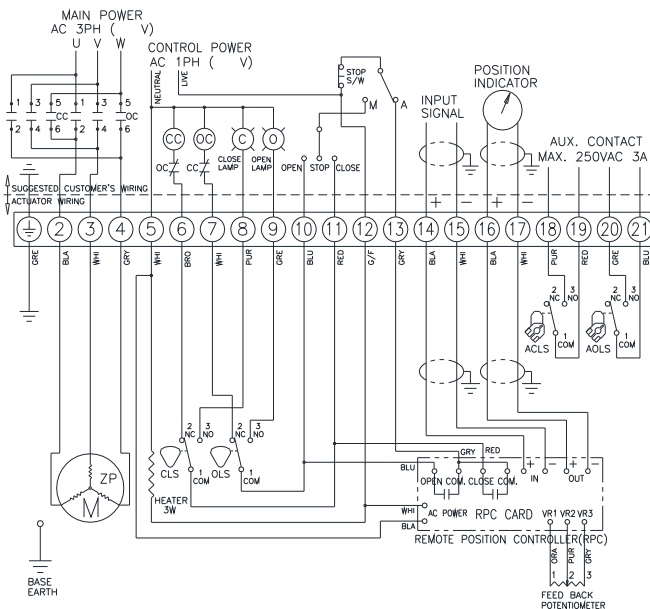 MAIN POWER
AC 3PH ( V)
U V W
CONTROL POWER
AC 1PH ( V)
NEUTRAL
LIVE
STOP
S/W
M
A
POSITION
INDICATOR
INPUT
SIGNAL
AUX. CONTACT
MAX. 250VAC 3A
1 3 5 1 3 5
CC OC
2 4 6 2 4 6
CC OC C O
OC CC
CLOSE
LAMP
OPEN
LAMP
OPEN STOP CLOSE
SUGGESTED CUSTOMER'S WIRING
ACTUATOR WIRING
+ - + -
2 3 4 5 6 7 8 9 10 11 12 13 14 15 16 17 18 19 20 21
GRE BLA WHI GRY WHI BRO WHI PUR GRE BLU RED G/F GRY BLA WHI BLA WHI PUR RED GRE BLU
2 3
NC NO
1
COM
ACLS
2 3
NC NO
1
COM
AOLS
2 3
NC NO
1
COM
CLS
2 3
NC NO
1
COM
OLS
HEATER
3W
ZP
M
BASE
EARTH
GRY RED
BLU
+ - + -
OPEN COM. CLOSE COM. IN OUT
WHI
AC POWER
RPC CARD
VR1 VR2 VR3
BLA
REMOTE POSITION CONTROLLER(RPC)
ORA PUR GRY
1 2 3
FEED BACK
POTENTIOMETER